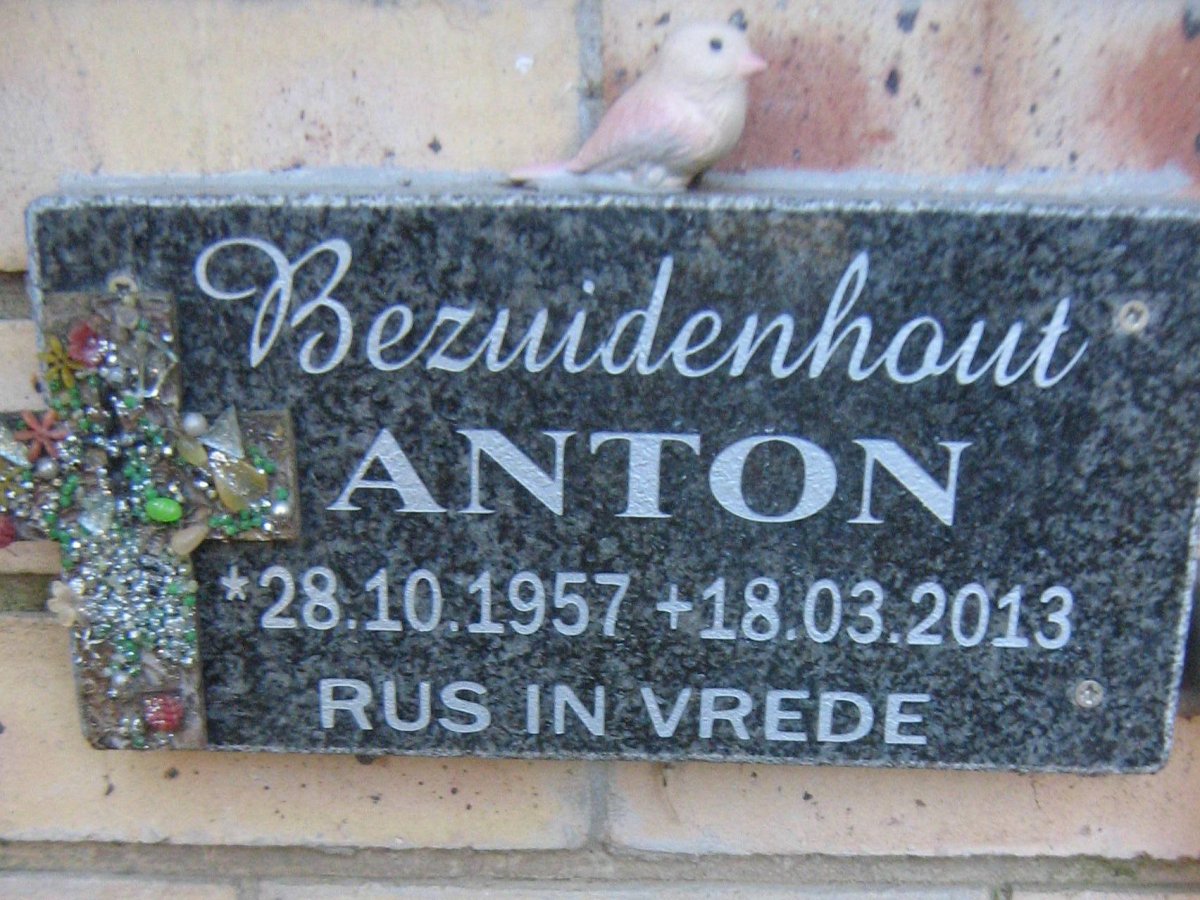 Bezuidenhout
ANTON
*28.10.1957 +18.03.2013
RUS IN VREDE